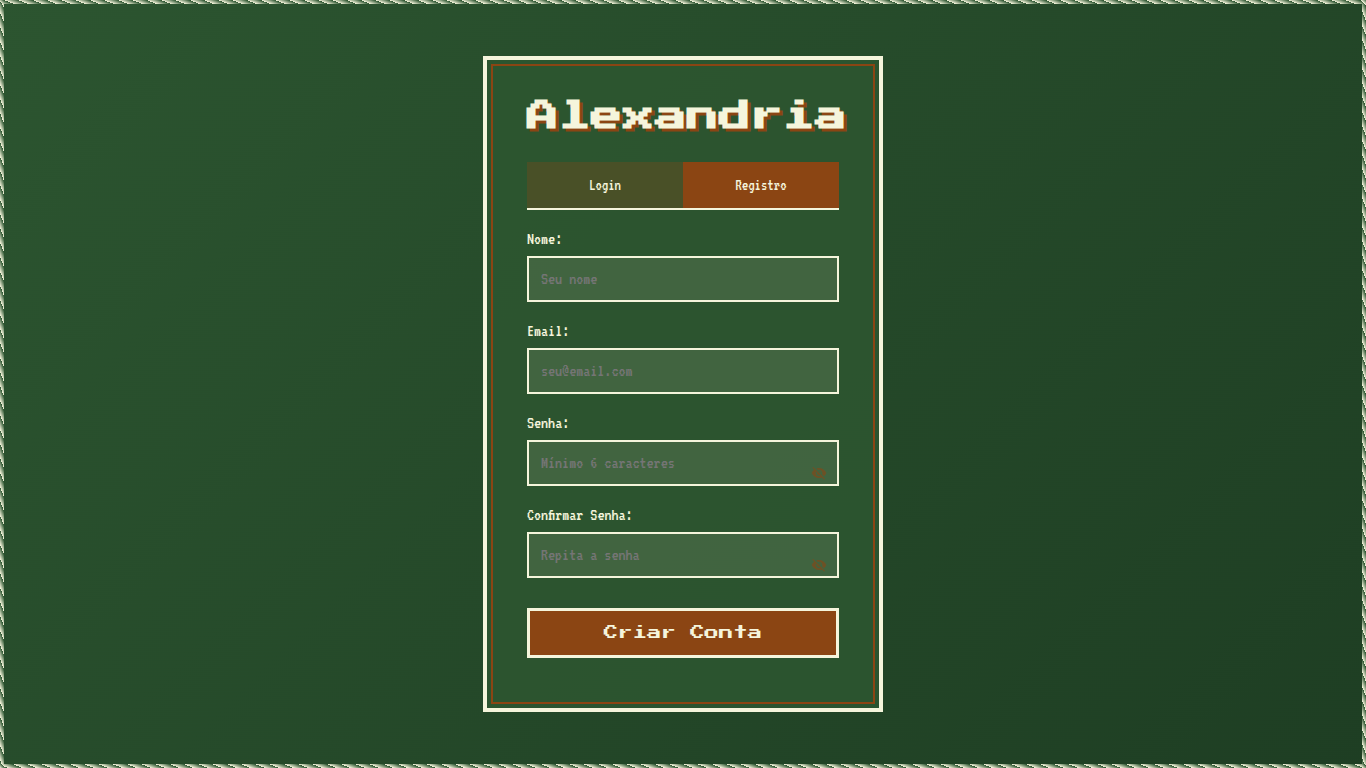 Alexandria
Login Registro
Nome:
Seu nome
Email:
seu@email.com
Senha:
Mínimo 6 caracteres
Confirmar Senha:
Repita a senha
Criar Conta